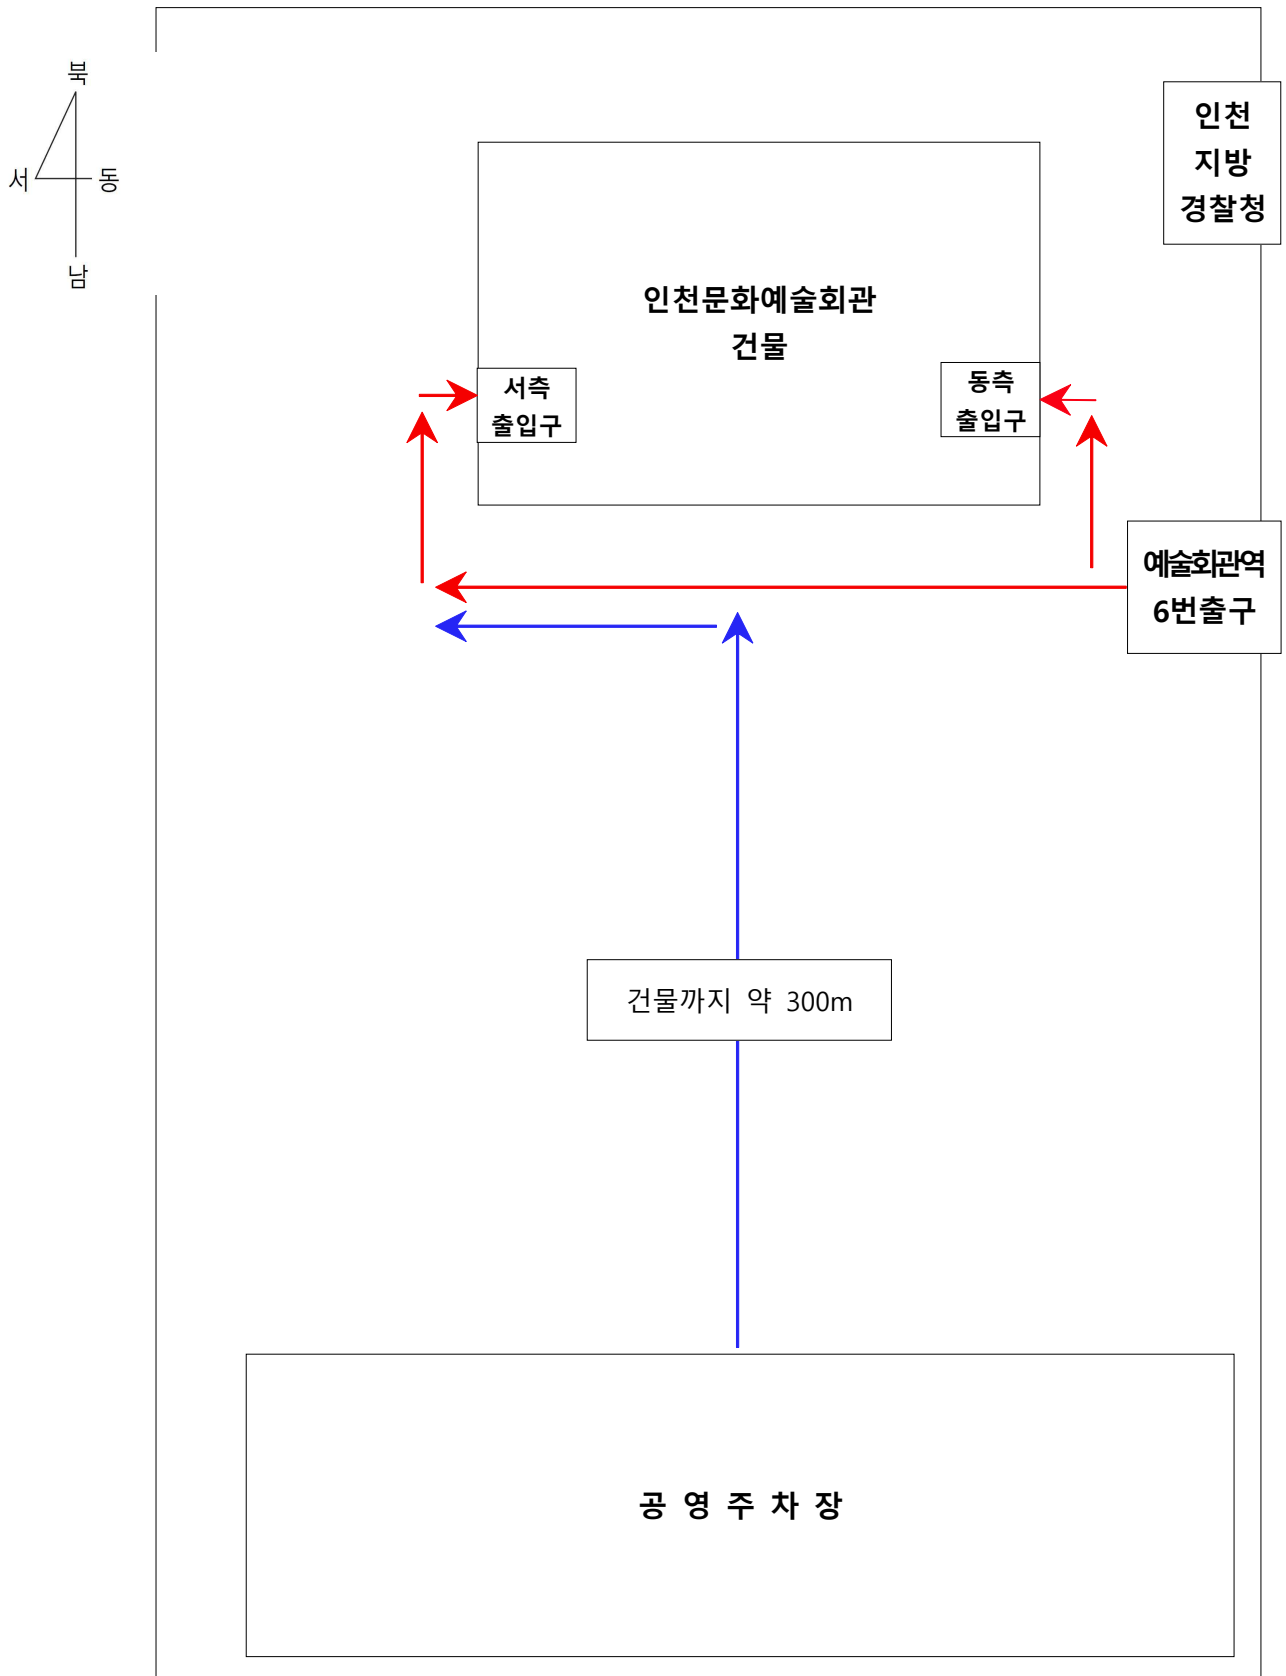 북
서
동
남
인천
지방
경찰청
인천문화예술회관
건물
서측
출입구
동측
출입구
예술회관역
6번출구
건물까지 약 300m
공 영 주 차 장